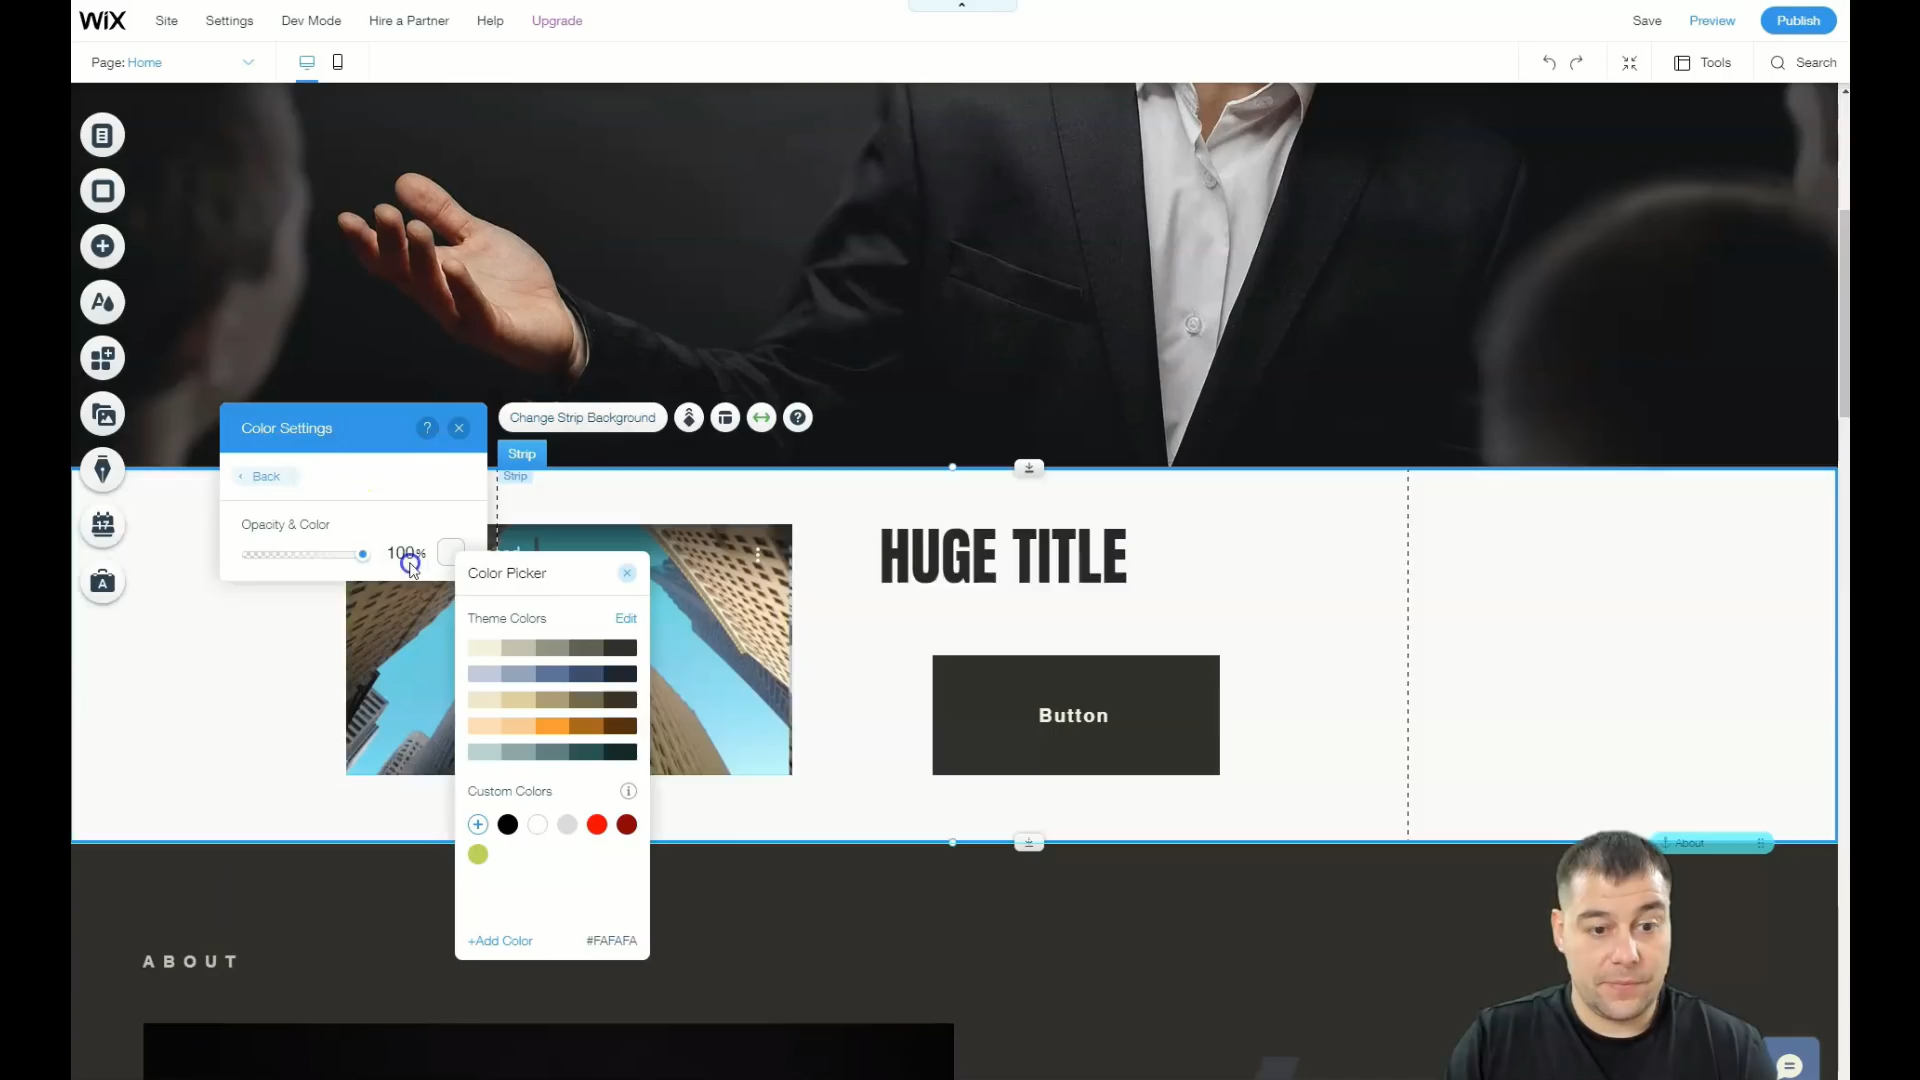 WiX Site Settings Dev Mode Hire a Partner Help Upgrade Save Preview Publish
Page: Home Tools Search
Color Settings ?
Change Strip Background ?
Strip
Back
Strip
Opacity & Color
100%
HUGE TITLE
Color Picker
Theme Colors Edit
Button
Custom Colors
+Add Color #FAFAFA
About
ABOUT